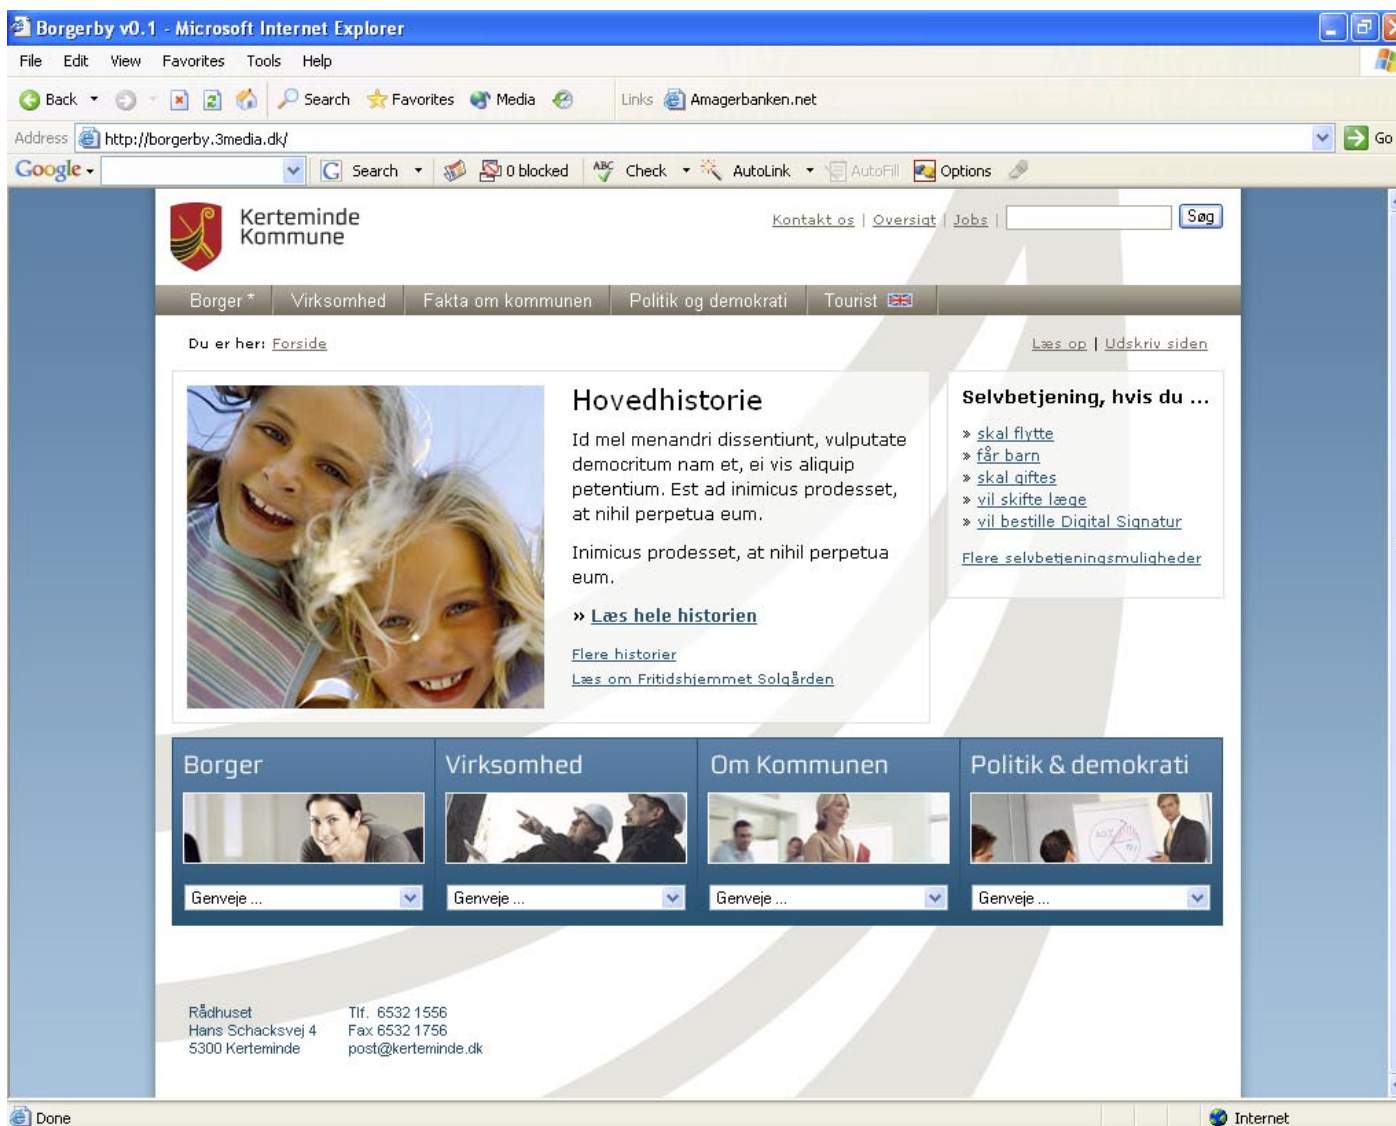 Borgerby v0.1 - Microsoft Internet Explorer
File Edit View Favorites Tools Help
Back Search Favorites Media Links Amagerbanken.net
Address http://borgerby.3media.dk/ Go
Google Search 0 blocked ABC Check AutoLink AutoFill Options
Kerteminde
Kommune
Kontakt os | Oversigt | Jobs | Søg
Borger * Virksomhed Fakta om kommunen Politik og demokrati Tourist
Du er her: Forside
Læs op | Udskriv siden
Hovedhistorie
Id mel menandri dissentiunt, vulputate
democritum nam et, ei vis aliquip
petentium. Est ad inimicus prodesset,
at nihil perpetua eum.
Inimicus prodesset, at nihil perpetua
eum.
» Læs hele historien
Flere historier
Læs om Fritidshjemmet Solgården
Selvbetjening, hvis du ...
» skal flytte
» får barn
» skal giftes
» vil skifte læge
» vil bestille Digital Signatur
Flere selvbetjeningsmuligheder
Borger Virksomhed Om Kommunen Politik & demokrati
Genveje ... Genveje ... Genveje ... Genveje ...
Rådhuset
Hans Schacksvej 4
5300 Kerteminde
Tlf. 6532 1556
Fax 6532 1756
post@kerteminde.dk
Done Internet